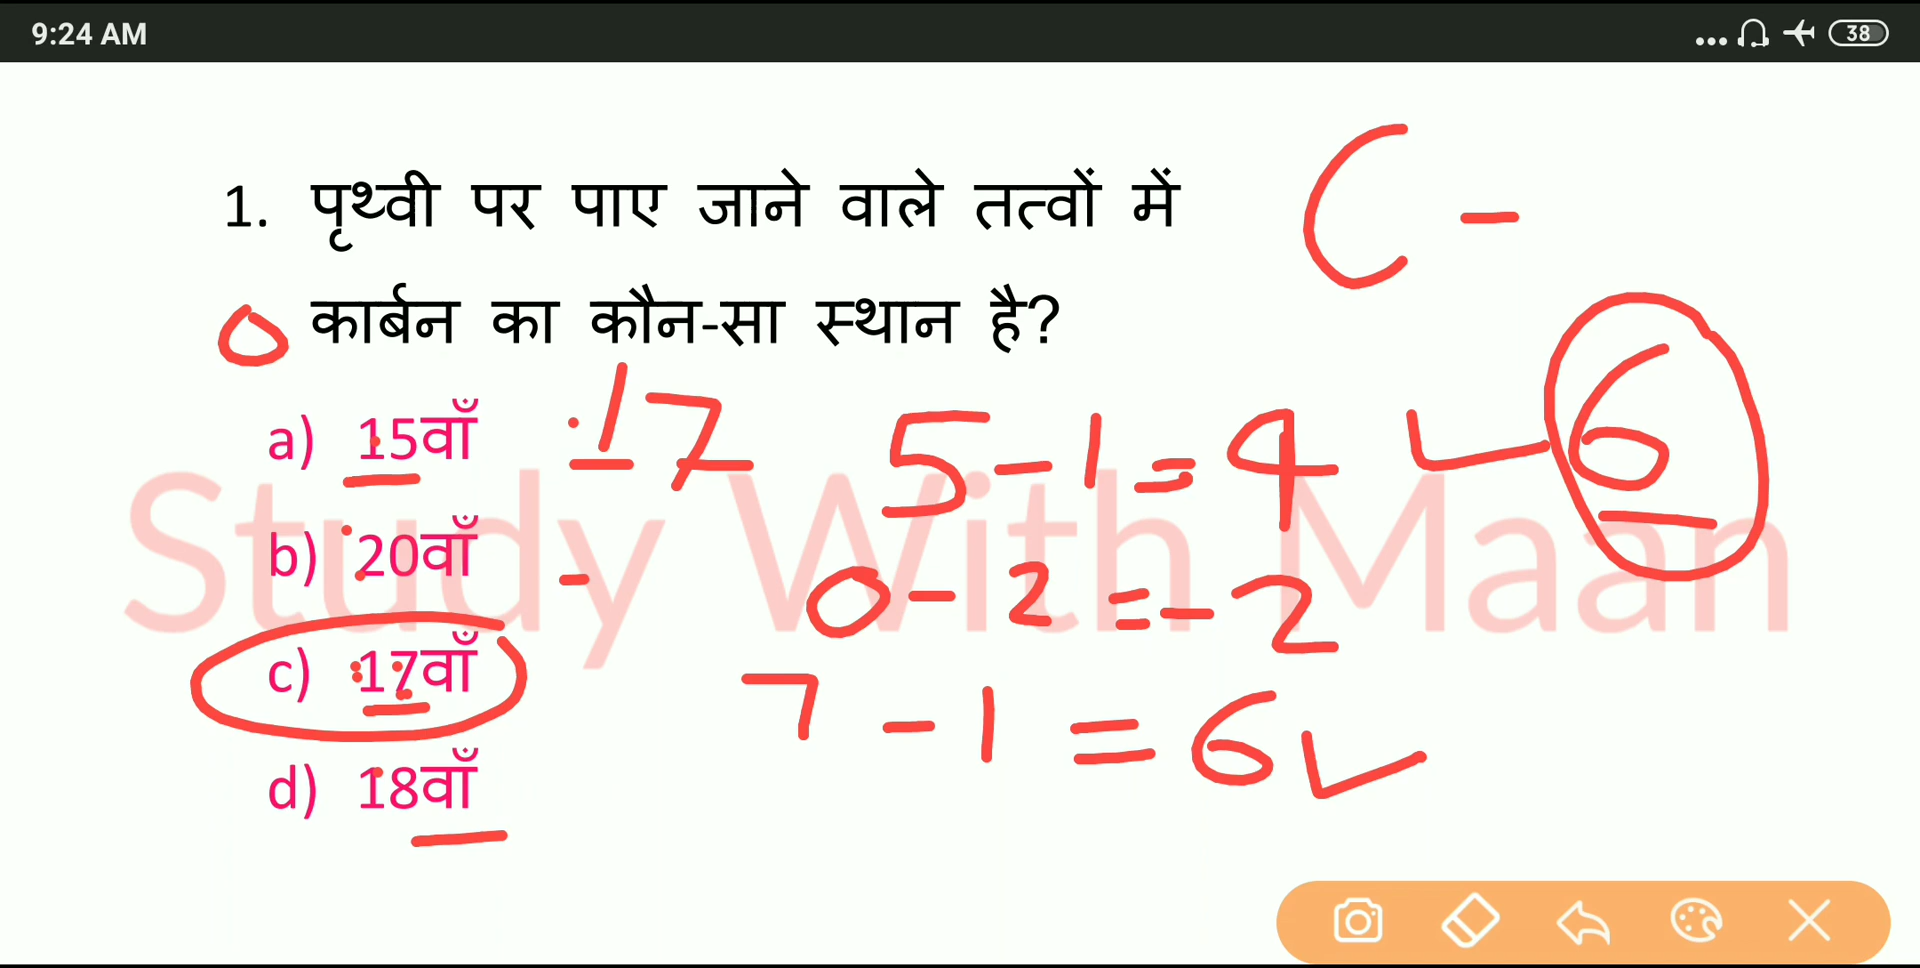 9:24 AM
38
1. पृथ्वी पर पाए जाने वाले तत्वों में
कार्बन का कौन-सा स्थान है?
C -
6
a) 15वाँ
17
5-1=4
b) 20वाँ
-
0-2=-2
c) 17वाँ
7-1=6
d) 18वाँ
Study With Maan